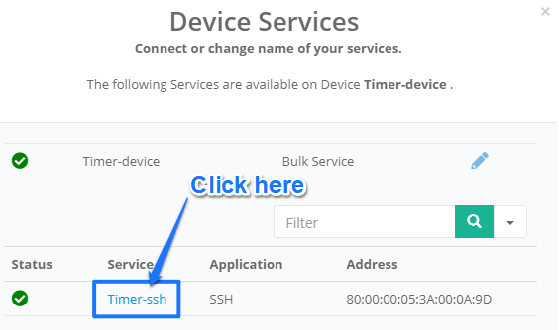 Device Services
Connect or change name of your services.
The following Services are available on Device Timer-device .
Timer-device Bulk Service
Click here
Filter
Status Service Application Address
Timer-ssh SSH 80:00:00:05:3A:00:0A:9D